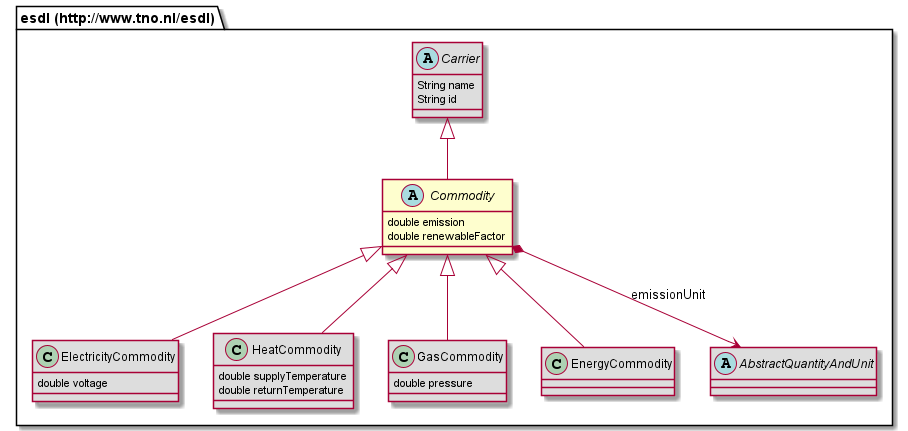 esdl (http://www.tno.nl/esdl)
A Carrier
String name
String id
A Commodity
double emission
double renewableFactor
emissionUnit
C ElectricityCommodity
double voltage
C HeatCommodity
double supplyTemperature
double returnTemperature
C GasCommodity
double pressure
C EnergyCommodity
A AbstractQuantityAndUnit